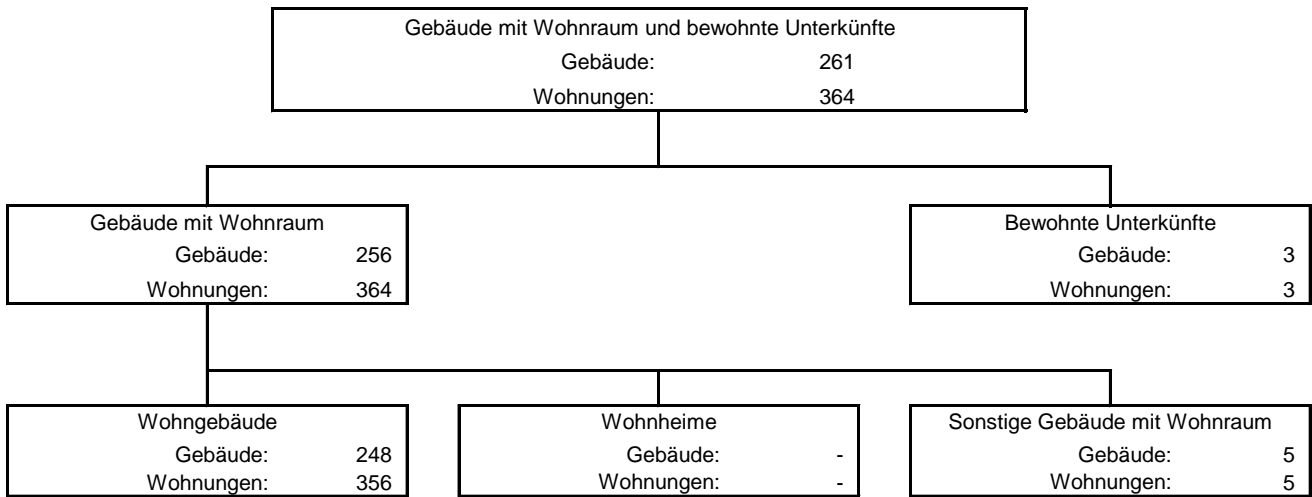 Gebäude mit Wohnraum und bewohnte Unterkünfte
Gebäude: 261
Wohnungen: 364
Gebäude mit Wohnraum
Gebäude: 256
Wohnungen: 364
Bewohnte Unterkünfte
Gebäude: 3
Wohnungen: 3
Wohngebäude
Gebäude: 248
Wohnungen: 356
Wohnheime
Gebäude: -
Wohnungen: -
Sonstige Gebäude mit Wohnraum
Gebäude: 5
Wohnungen: 5